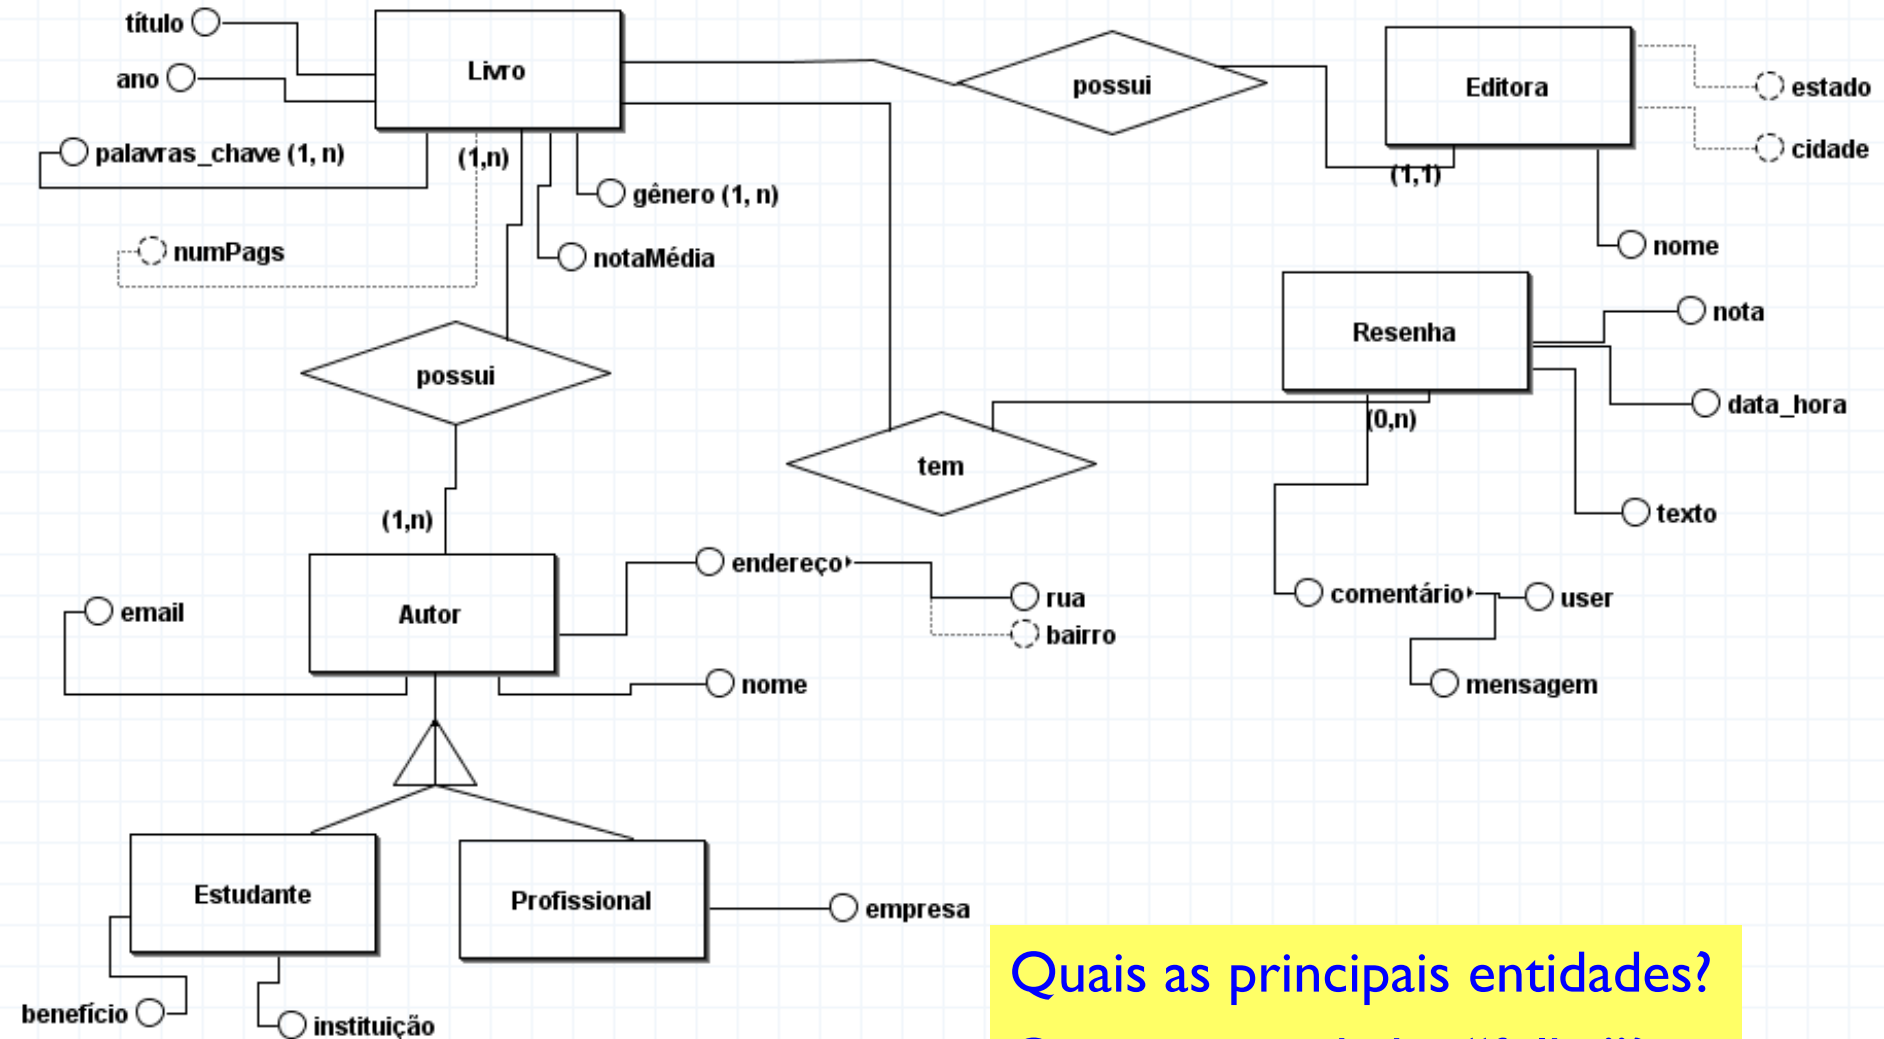 título
ano
palavras_chave (1, n)
numPags
Livro
(1,n)
gênero (1, n)
notaMédia
possui
Editora
estado
cidade
(1,1)
nome
Resenha
nota
data_hora
(0,n)
texto
possui
tem
(1,n)
comentário
user
mensagem
Autor
email
endereço
rua
bairro
nome
Estudante
Profissional
empresa
benefício
instituição
Quais as principais entidades?